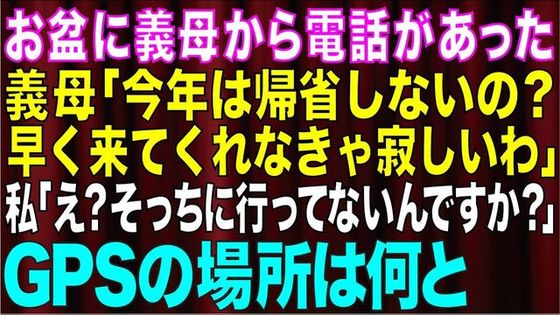 お盆に義母から電話があった
義母「今年は帰省しないの？
早く来てくれなきゃ寂しいわ」
私「え？そっちに行ってないんですか？」
GPSの場所は何と